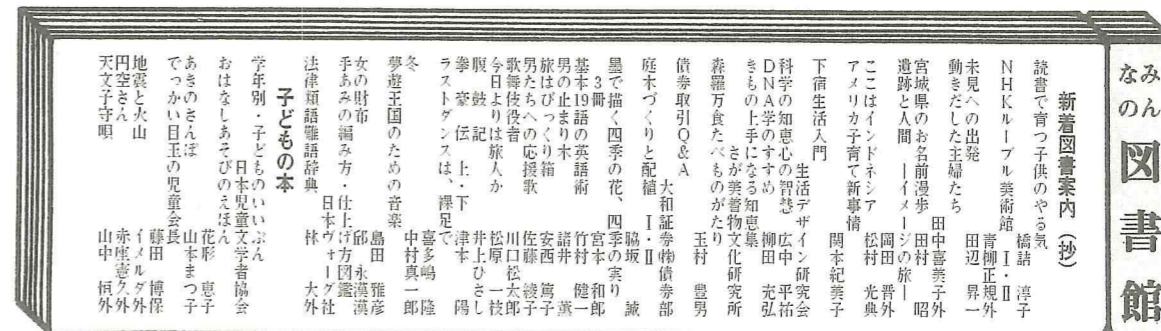 みんなの図書館
新着図書案内（抄）
読書で育つ子供のやる気 橋詰 淳子
NHKルーブル美術館 I・II 青柳正規外
未見への出発 田辺 昇一
動きだした主婦たち 田中喜美子外
宮城県のお名前漫歩 田村 昭
遺跡と人間 ―イメージの旅― 岡田 晋外
ここはインドネシア 松村 光典
アメリカ子育て新事情 関本紀美子
下宿生活入門 生活デザイン研究会
科学の知恵心の智慧 広中 平祐
DNA学のすすめ 柳田 充弘
きもの上手になる知恵集 さが美着物文化研究所
森羅万食たべものがたり 玉村 豊男
債券取引Q&A 大和証券㈱債券部
庭木づくりと配植 I・II 脇坂 誠
墨で描く四季の花、四季の実り 3冊 宮本 和郎
基本19語の英語術 竹村 健一
男の止まり木 諸井 薫
旅はびっくり箱 安西 篤子
男たちへの応援歌 佐藤 綾子
歌舞伎役者 川口松太郎
今日よりは旅人か 松原 一枝
腹鼓記 井上ひさし
拳豪伝 上・下 津本 陽
ラストダンスは、裸足で 喜多嶋 隆
冬 中村真一郎
夢遊王国のための音楽 島田 雅彦
女の財布 邱 永漢
手あみの編み方・仕上げ方図鑑 日本ヴォーグ社
法律類語難語辞典 林 大外
子どもの本
学年別・子どものいいぶん 日本児童文学者協会
おはなしあそびのえほん 花形 恵子
あきのさんぽ 山本まつ子
でっかい目玉の児童会長 藤田 博保
地震と火山 イメルダ外
円空さん 赤座憲久外
天文子守唄 山中 恒外